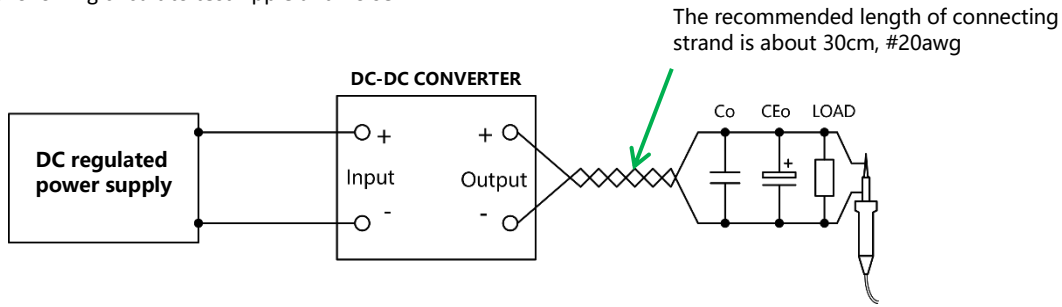 The recommended length of connecting
strand is about 30cm, #20awg
DC-DC CONVERTER
Co CEo LOAD
DC regulated
power supply
+ +
Input Output
- -
+